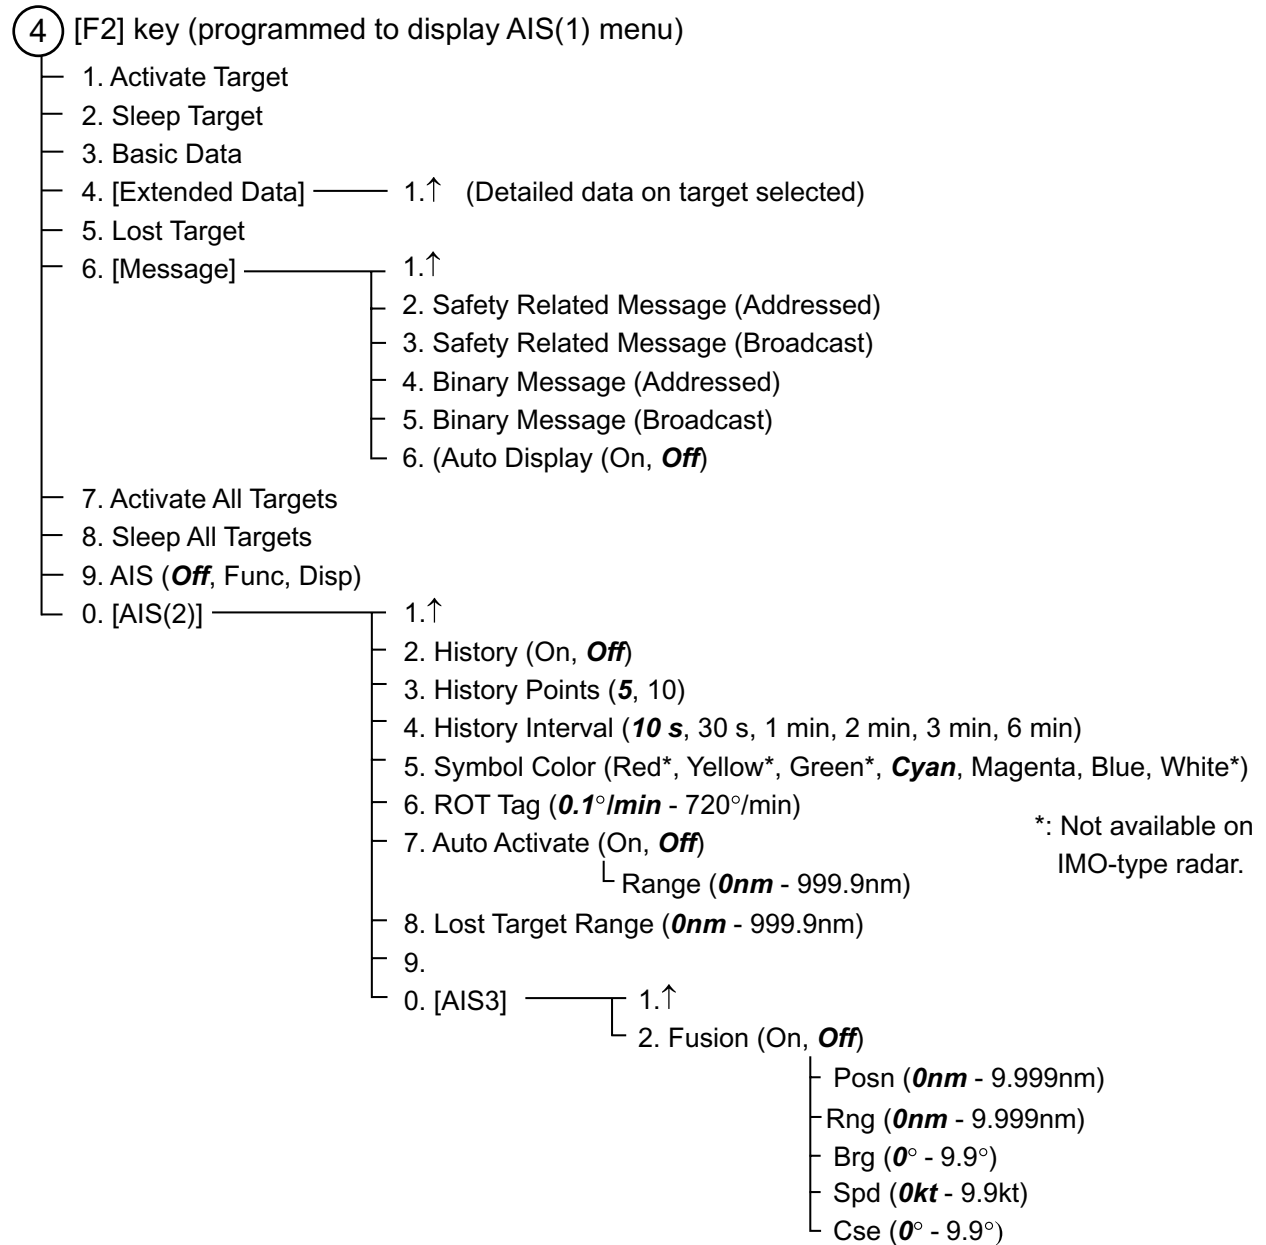 4 [F2] key (programmed to display AIS(1) menu)
1. Activate Target
2. Sleep Target
3. Basic Data
4. [Extended Data] 1.↑ (Detailed data on target selected)
5. Lost Target
6. [Message] 1.↑
2. Safety Related Message (Addressed)
3. Safety Related Message (Broadcast)
4. Binary Message (Addressed)
5. Binary Message (Broadcast)
6. (Auto Display (On, Off)
7. Activate All Targets
8. Sleep All Targets
9. AIS (Off, Func, Disp)
0. [AIS(2)] 1.↑
2. History (On, Off)
3. History Points (5, 10)
4. History Interval (10 s, 30 s, 1 min, 2 min, 3 min, 6 min)
5. Symbol Color (Red*, Yellow*, Green*, Cyan, Magenta, Blue, White*)
6. ROT Tag (0.1°/min - 720°/min)
7. Auto Activate (On, Off)
Range (0nm - 999.9nm)
8. Lost Target Range (0nm - 999.9nm)
9.
0. [AIS3] 1.↑
2. Fusion (On, Off)
Posn (0nm - 9.999nm)
Rng (0nm - 9.999nm)
Brg (0° - 9.9°)
Spd (0kt - 9.9kt)
Cse (0° - 9.9°)
*: Not available on
IMO-type radar.